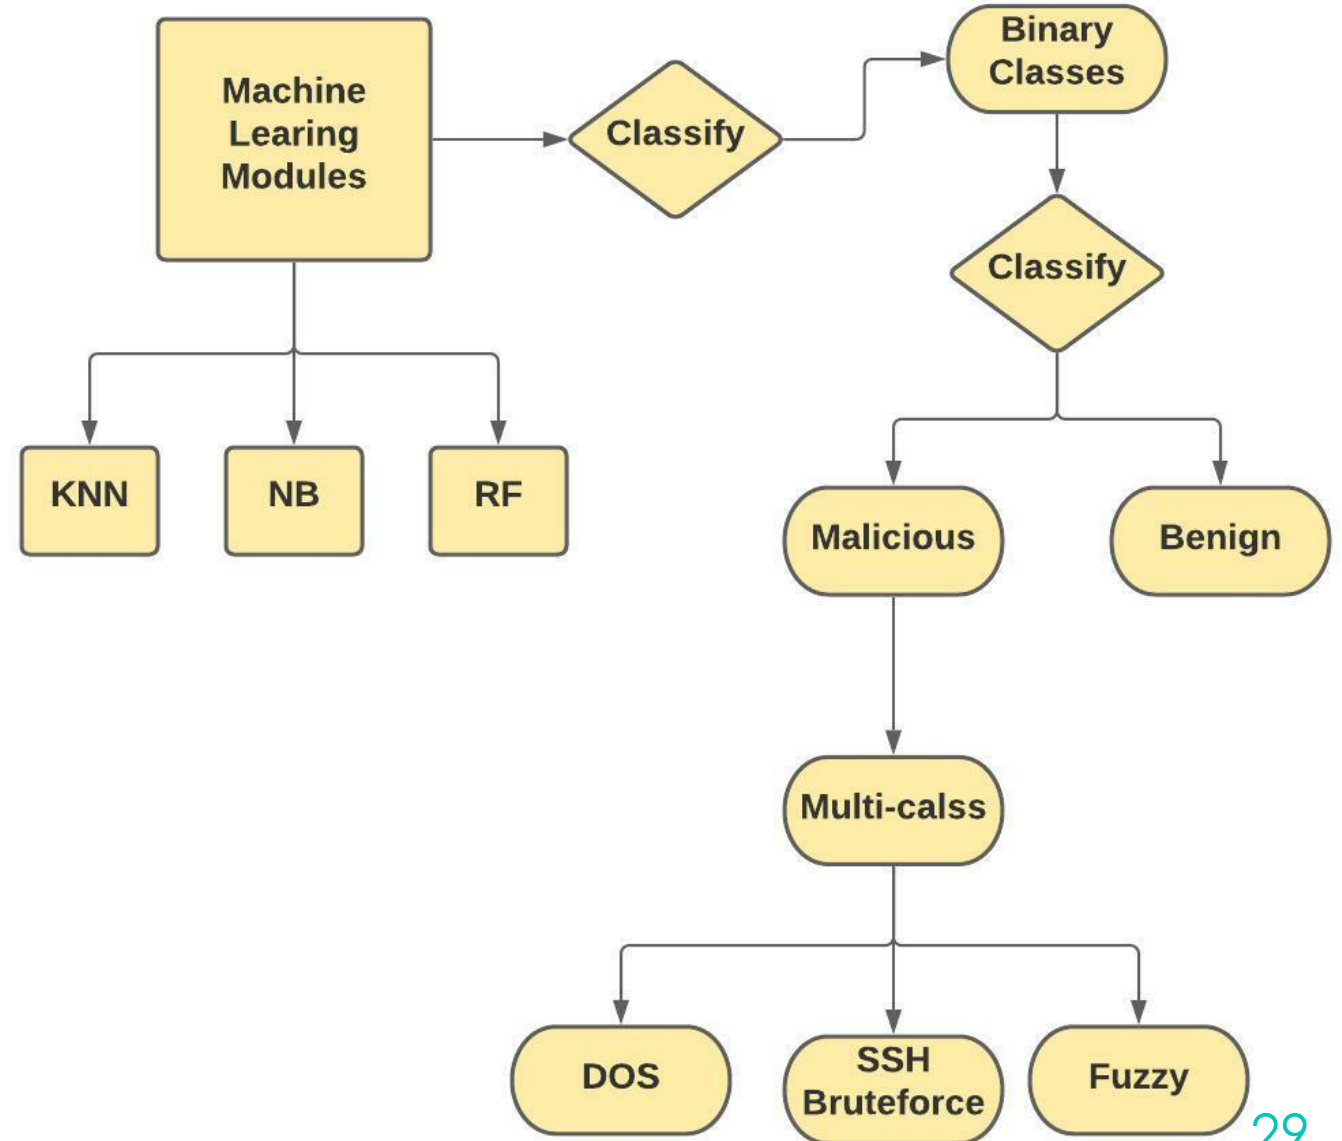 Machine
Learing
Modules
Classify
Binary
Classes
Classify
KNN
NB
RF
Malicious
Benign
Multi-calss
DOS
SSH
Bruteforce
Fuzzy
29